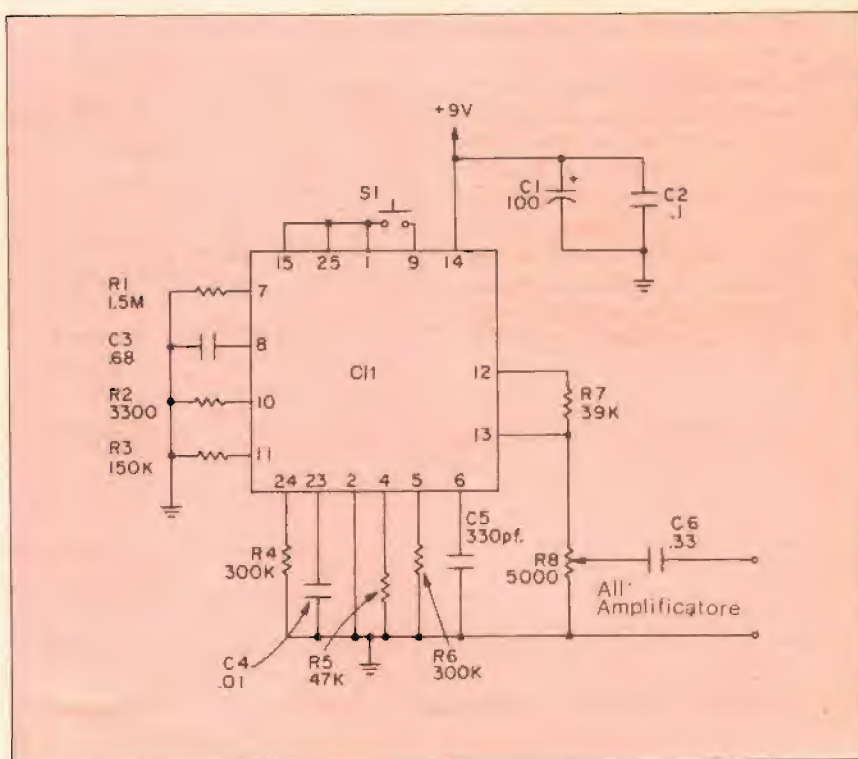 +9V
S1
C1
100
+
C2
.1
15 25 1 9 14
R1
1.5M
7
C3
.68
8
CI1
12
R2
3300
10
R7
39K
13
R3
150K
11
24 23 2 4 5 6
C5
330pf.
R4
300K
C6
.33
R8
5000
All'
Amplificatore
C4
.01
R5
47K
R6
300K